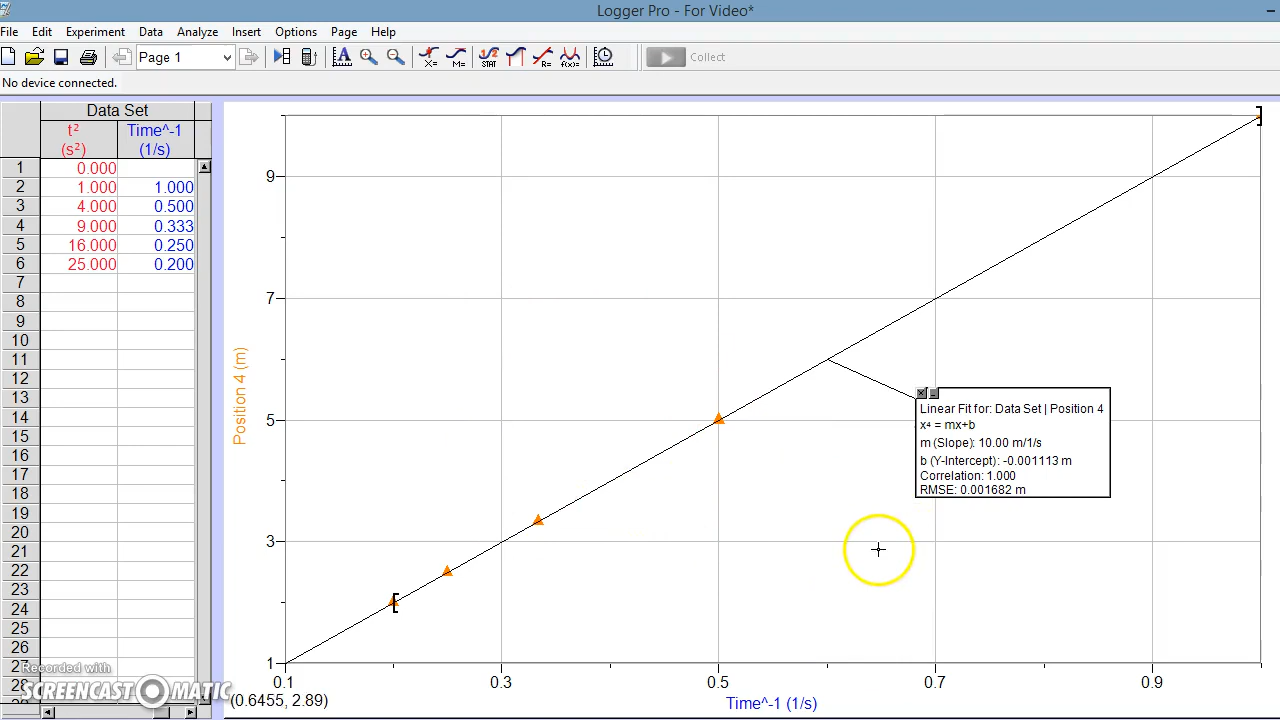 Logger Pro - For Video*
File Edit Experiment Data Analyze Insert Options Page Help
Page 1
X= M= 1/2 STAT R= f(x)= Collect
No device connected.
Data Set
t² Time^-1
(s²) (1/s)
1 0.000
2 1.000 1.000
3 4.000 0.500
4 9.000 0.333
5 16.000 0.250
6 25.000 0.200
7
8
9
10
11
12
13
14
15
16
17
18
19
20
21
22
23
24
25
26
27
28
9
7
5
3
1
Position 4 (m)
Linear Fit for: Data Set | Position 4
x⁴ = mx+b
m (Slope): 10.00 m/1/s
b (Y-Intercept): -0.001113 m
Correlation: 1.000
RMSE: 0.001682 m
0.1 0.3 0.5 0.7 0.9
Time^-1 (1/s)
(0.6455, 2.89)
Recorded with
SCREENCAST MATIC